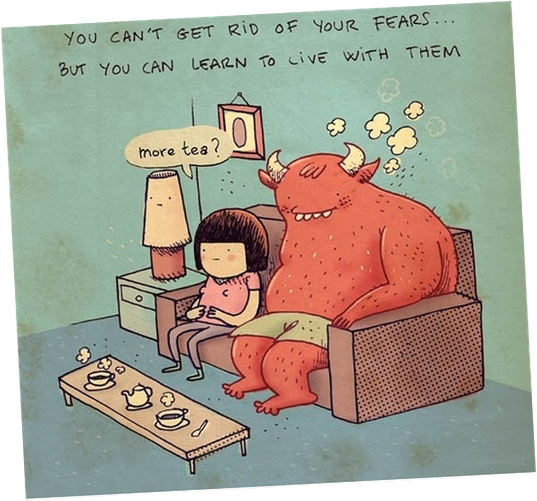 YOU CAN'T GET RID OF YOUR FEARS...
BUT YOU CAN LEARN TO LIVE WITH THEM
more tea?